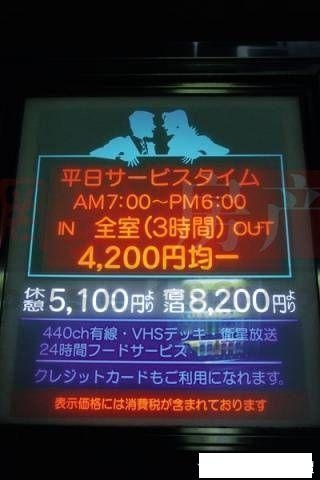 平日サービスタイム
AM7:00〜PM6:00
IN 全室(3時間) OUT
4,200円均一
休憩5,100円より 宿泊8,200円より
440ch有線・VHSデッキ・衛星放送
24時間フードサービス
クレジットカードもご利用になれます。
表示価格には消費税が含まれております